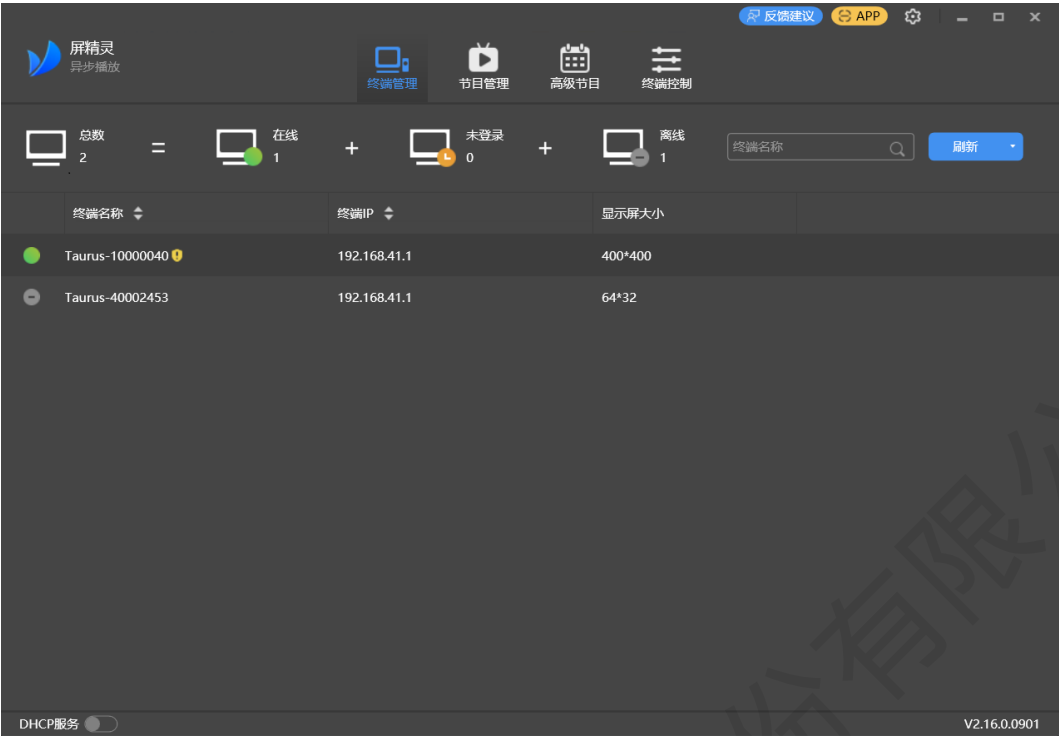 反馈建议 APP
屏精灵
异步播放
终端管理 节目管理 高级节目 终端控制
总数
2
=
在线
1
+
未登录
0
+
离线
1
终端名称
刷新
终端名称 终端IP 显示屏大小
Taurus-10000040 192.168.41.1 400*400
Taurus-40002453 192.168.41.1 64*32
份有限公
DHCP服务 V2.16.0.0901